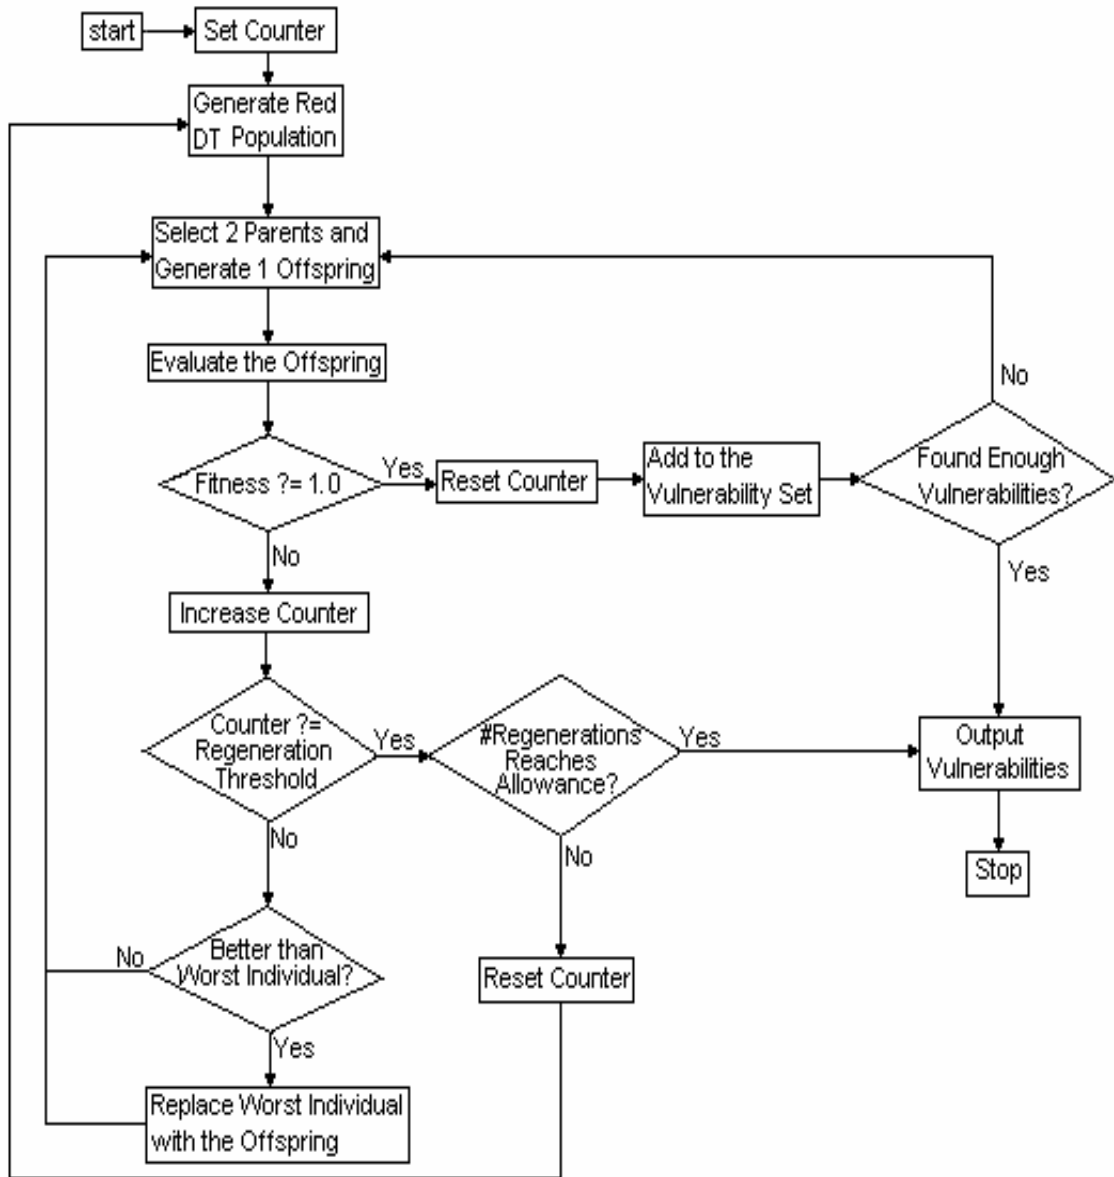 start
Set Counter
Generate Red
DT Population
Select 2 Parents and
Generate 1 Offspring
Evaluate the Offspring
No
Fitness ?= 1.0
Yes
Reset Counter
Add to the
Vulnerability Set
Found Enough
Vulnerabilities?
No
Yes
Increase Counter
Counter ?=
Regeneration
Threshold
Yes
#Regenerations
Reaches
Allowance?
Yes
Output
Vulnerabilities
No
No
Stop
Better than
Worst Individual?
No
Reset Counter
Yes
Replace Worst Individual
with the Offspring